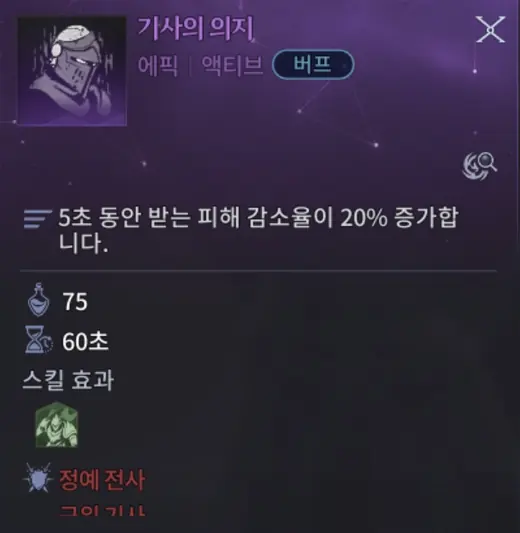 기사의 의지
에픽 | 액티브 버프
5초 동안 받는 피해 감소율이 20% 증가합
니다.
75
60초
스킬 효과
정예 전사